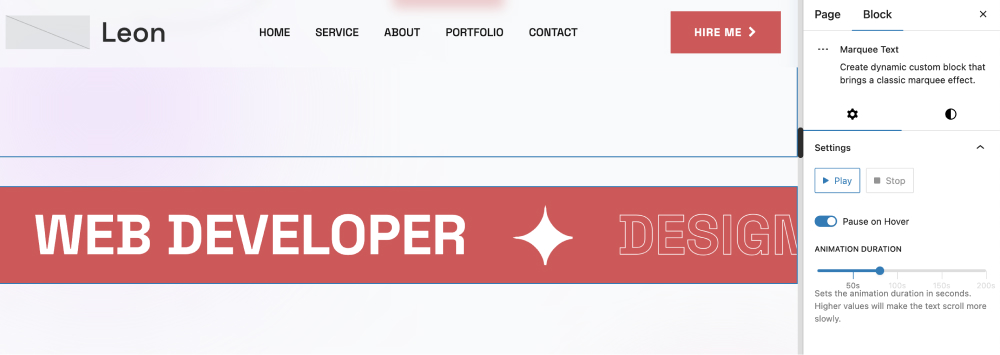 Leon
HOME SERVICE ABOUT PORTFOLIO CONTACT
HIRE ME
WEB DEVELOPER
Page Block
Marquee Text
Create dynamic custom block that
brings a classic marquee effect.
Settings
Play Stop
Pause on Hover
ANIMATION DURATION
50s 100s 150s 200s
Sets the animation duration in seconds.
Higher values will make the text scroll more
slowly.